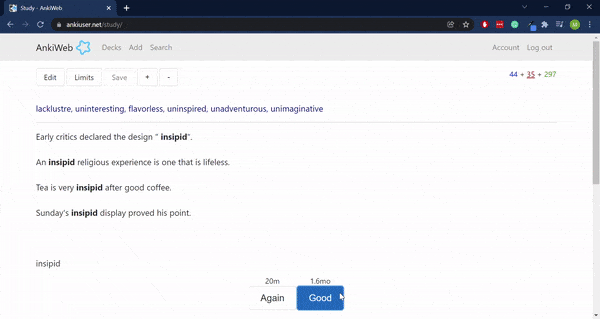 Study - AnkiWeb
ankiuser.net/study/
AnkiWeb Decks Add Search Account Log out
Edit Limits Save + - 44 + 35 + 297
lacklustre, uninteresting, flavorless, uninspired, unadventurous, unimaginative
Early critics declared the design " insipid".
An insipid religious experience is one that is lifeless.
Tea is very insipid after good coffee.
Sunday's insipid display proved his point.
insipid
20m 1.6mo
Again Good